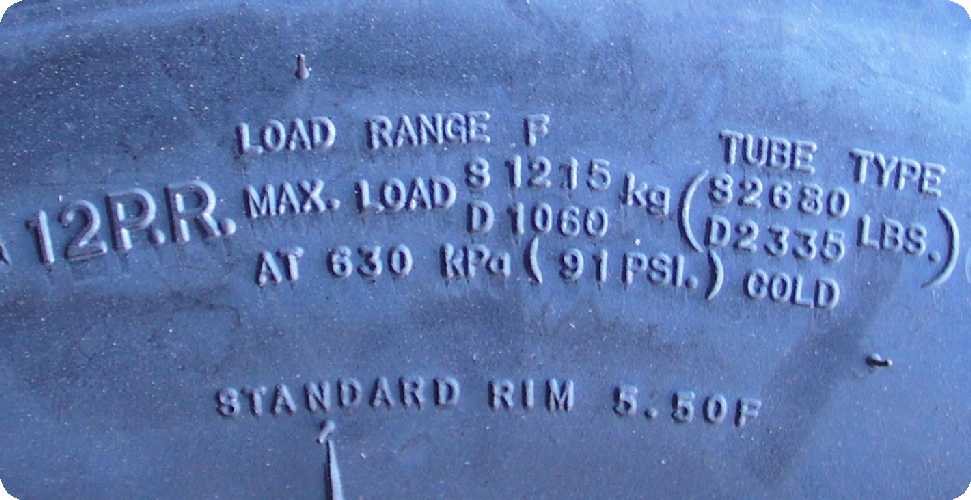 LOAD RANGE F TUBE TYPE
12P.R. MAX. LOAD S 1215 kg (S2680 LBS.)
D 1060 D2335
AT 630 kPa (91 PSI.) COLD
STANDARD RIM 5.50F